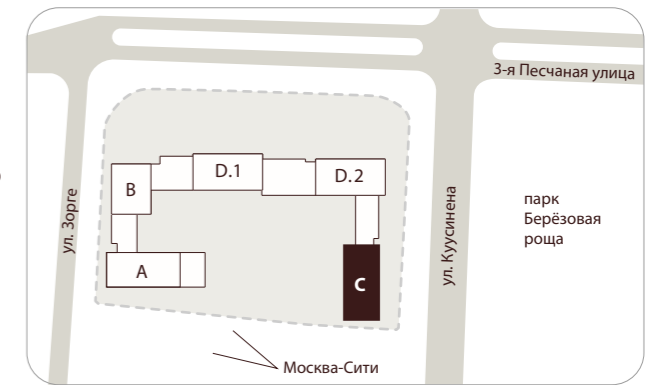 3-я Песчаная улица
ул. Зорге
B
D.1
D.2
ул. Куусинена
парк
Берёзовая
роща
A
C
Москва-Сити